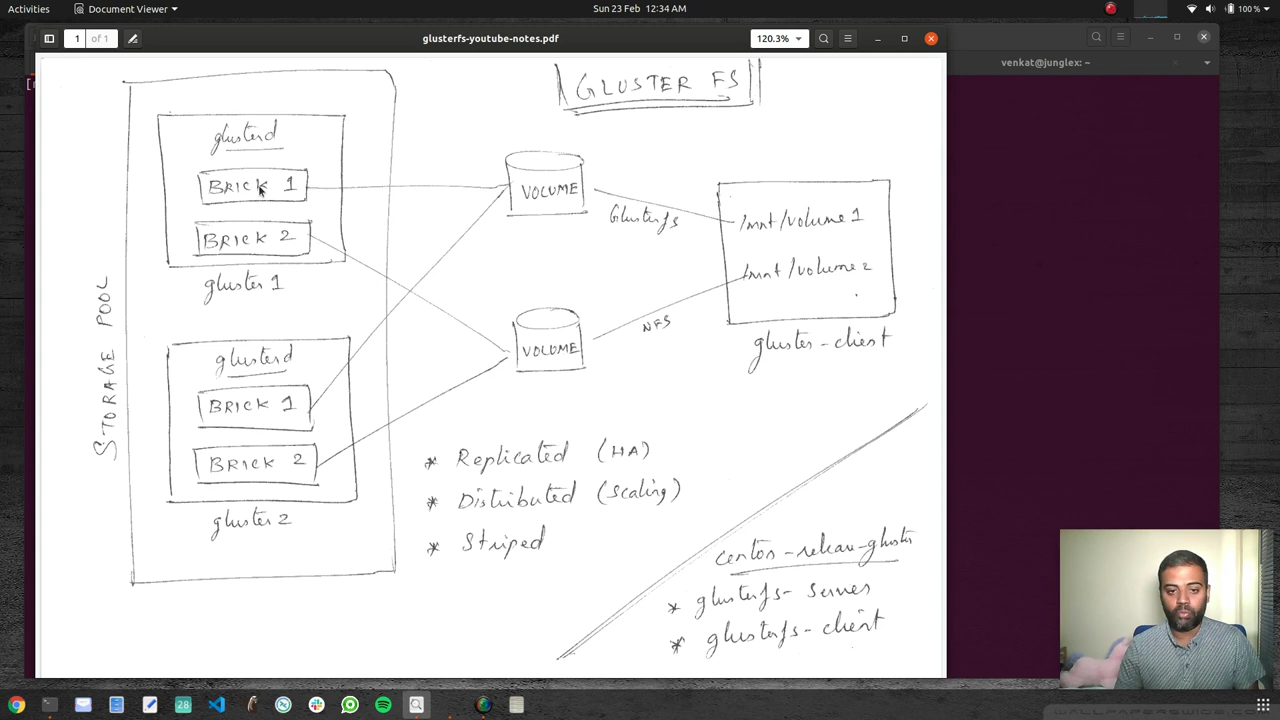 Activities
Document Viewer
Sun 23 Feb 12:34 AM
100 %
1 of 1
glusterfs-youtube-notes.pdf
120.3%
venkat@junglex: ~
GLUSTER FS
STORAGE POOL
glusterd
BRICK 1
BRICK 2
gluster 1
glusterd
BRICK 1
BRICK 2
gluster 2
VOLUME
VOLUME
Glusterfs
NFS
/mnt/volume 1
/mnt/volume 2
gluster-client
* Replicated (HA)
* Distributed (scaling)
* Striped
centos-release-gluster
* glusterfs-server
* glusterfs-client
28